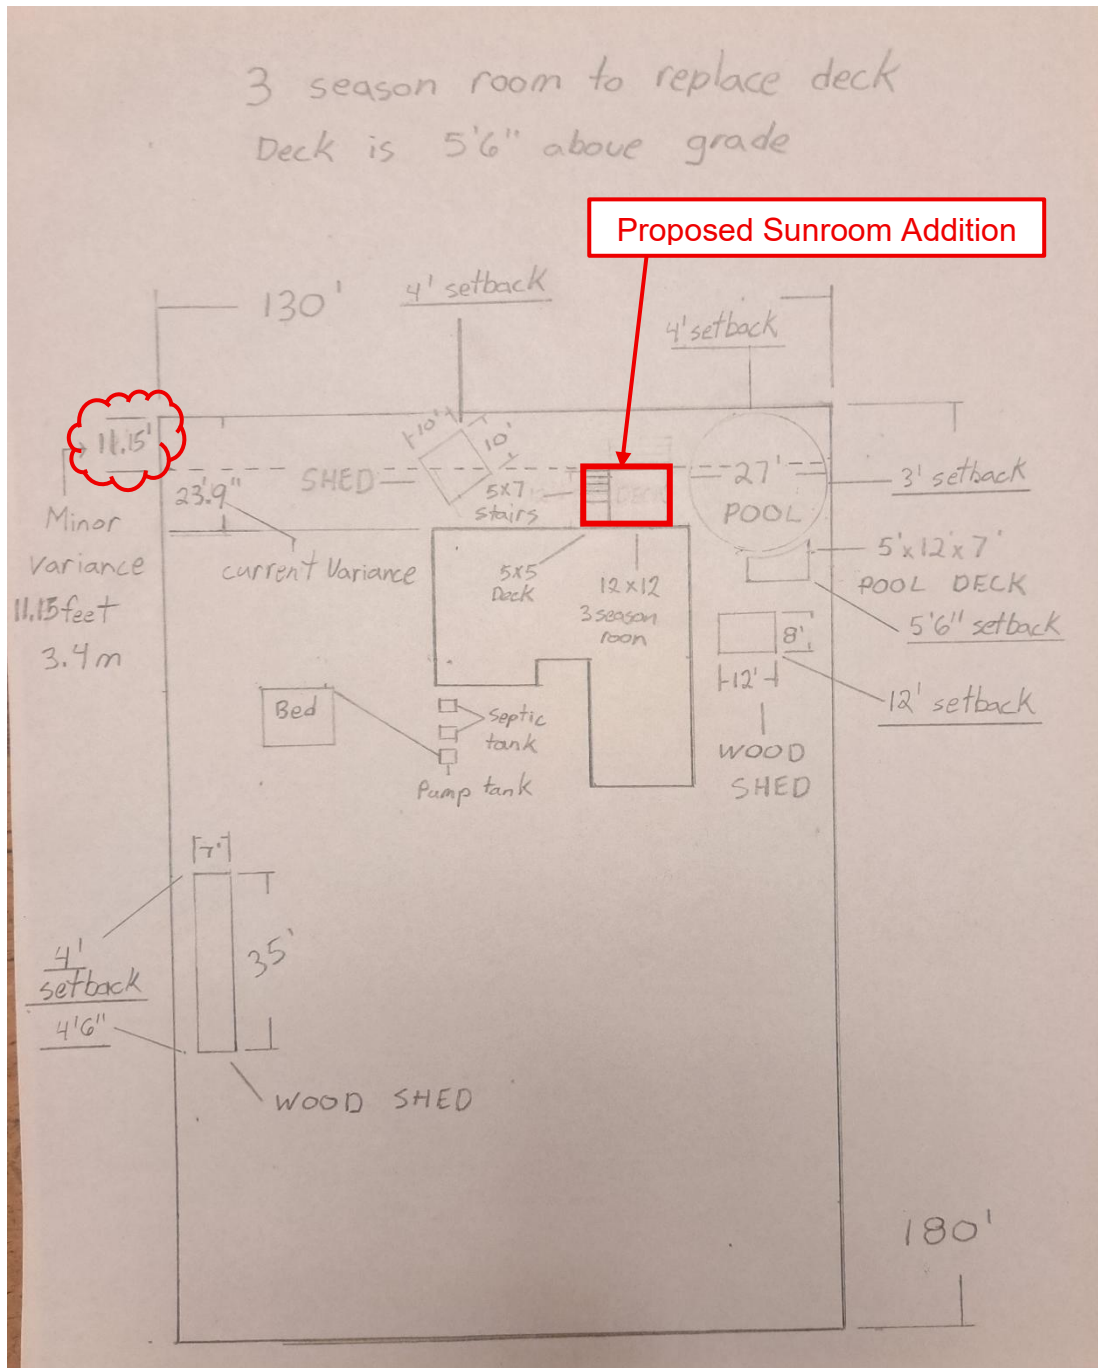 3 season room to replace deck
Deck is 5'6" above grade
Proposed Sunroom Addition
130'
4' setback
4' setback
11.15'
Minor
Variance
11.15 feet
3.4 m
23'.9"
current Variance
SHED
10'
10'
5x7
stairs
DECK
27'
POOL
3' setback
5'x12'x7'
POOL DECK
5'6" setback
5x5
Deck
12x12
3 season
room
8'
12'
12' setback
WOOD
SHED
Bed
Septic
tank
Pump tank
7'
35'
4'
setback
4'6"
WOOD SHED
180'